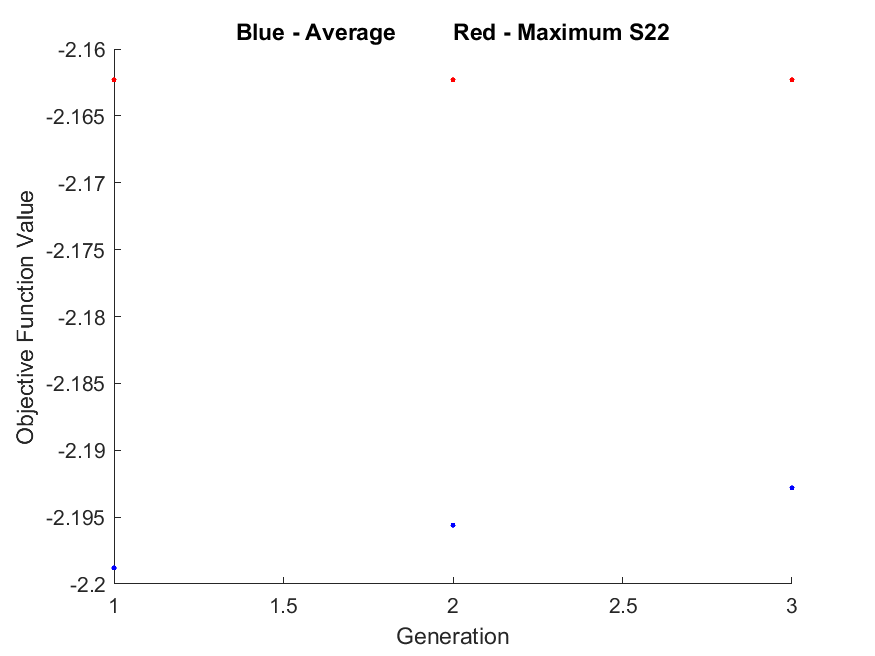 Blue - Average Red - Maximum S22
-2.16
-2.165
-2.17
-2.175
-2.18
-2.185
-2.19
-2.195
-2.2
Objective Function Value
1 1.5 2 2.5 3
Generation